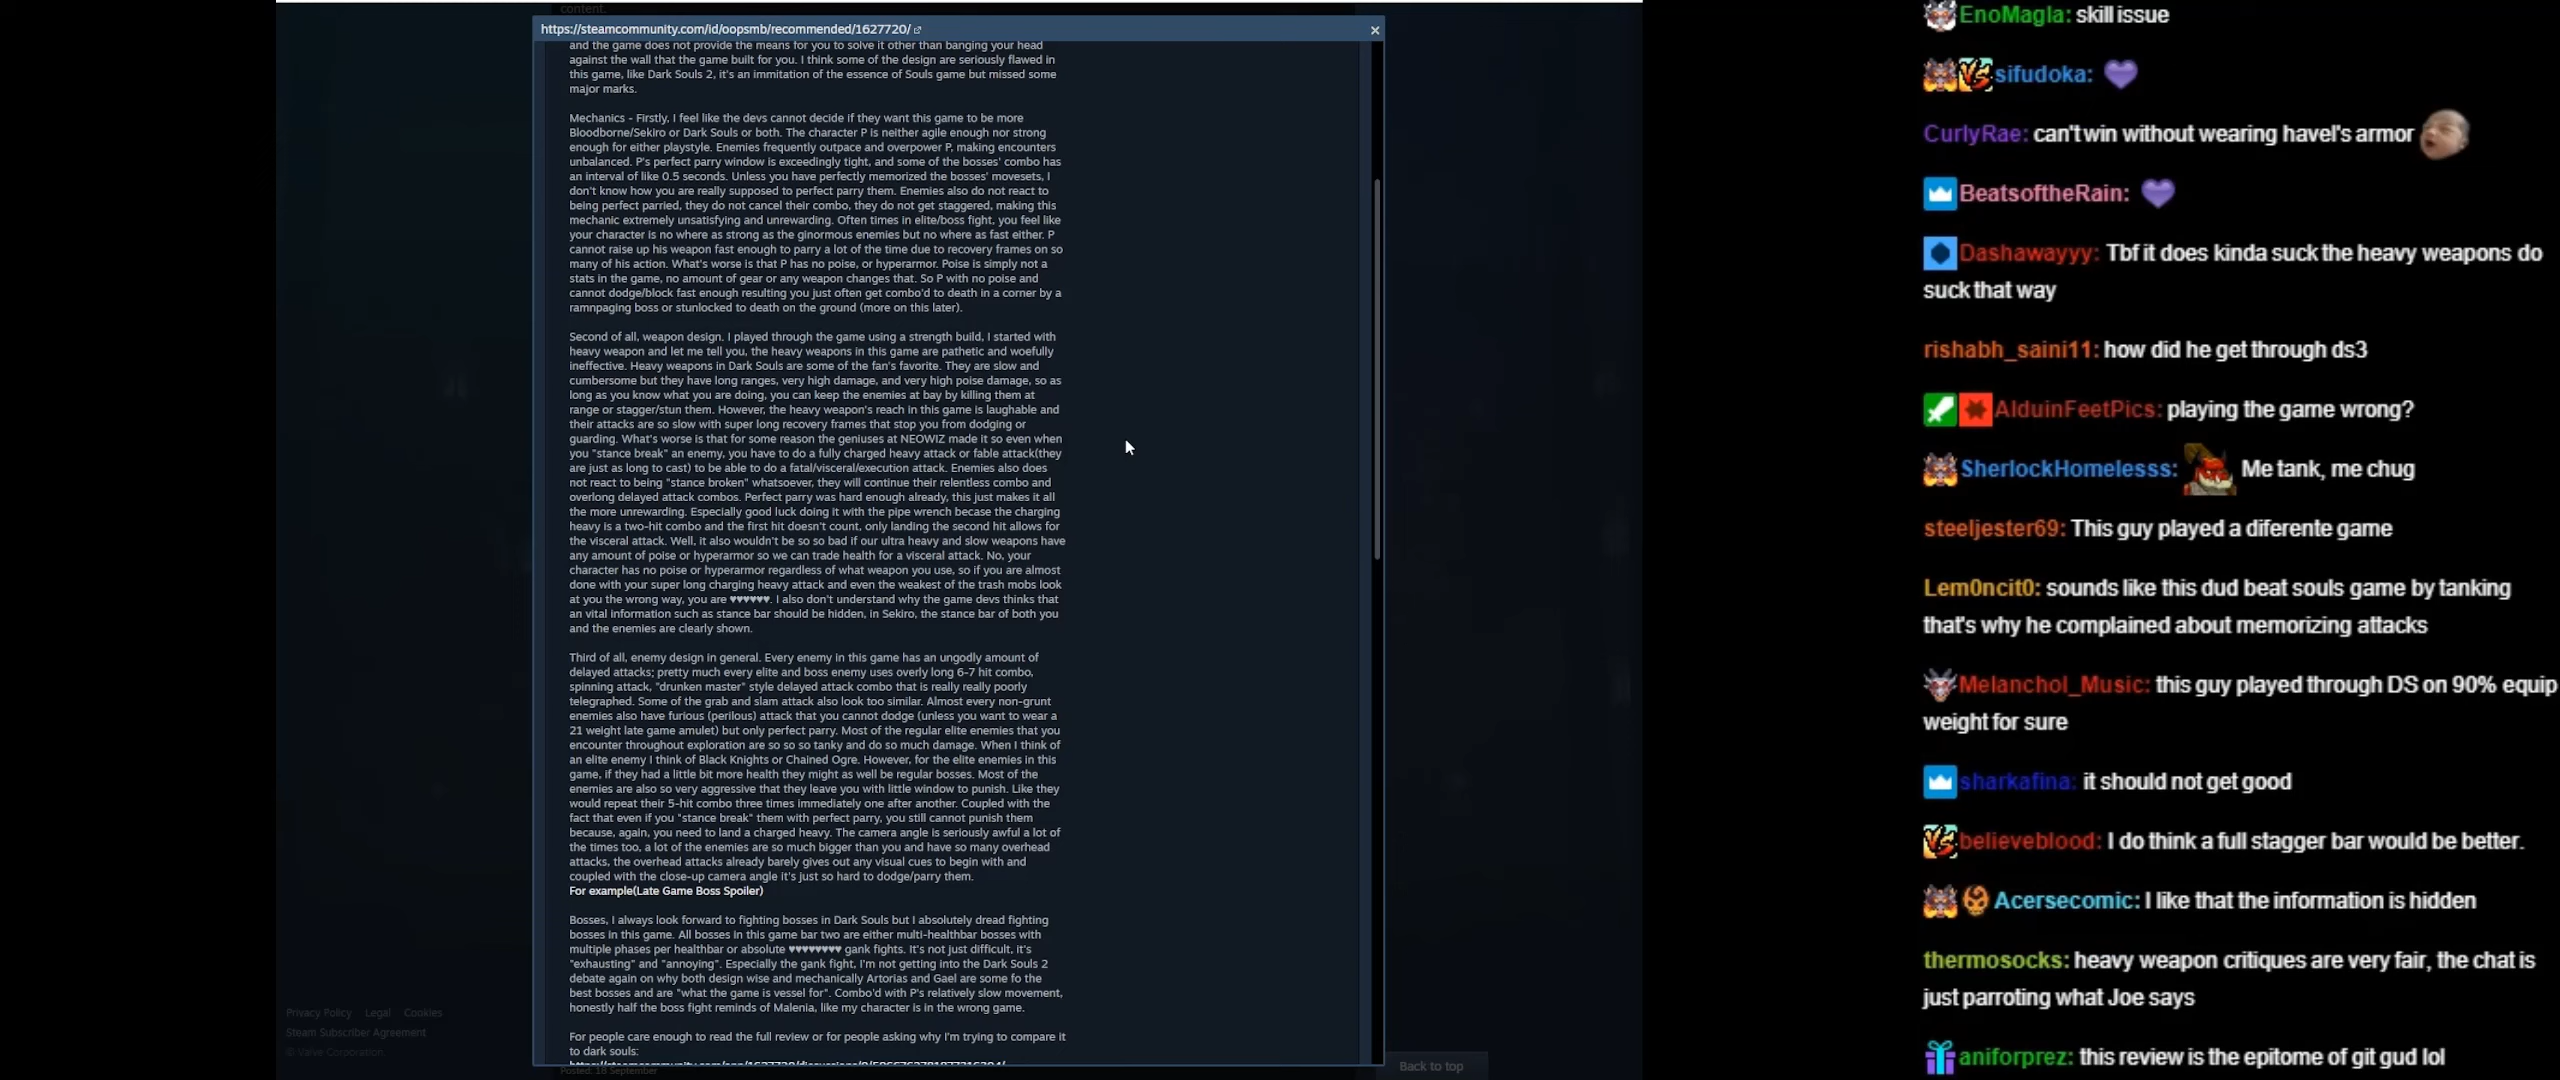 content.
https://steamcommunity.com/id/oopsmb/recommended/1627720/
and the game does not provide the means for you to solve it other than banging your head
against the wall that the game built for you. I think some of the design are seriously flawed in
this game, like Dark Souls 2, it's an immitation of the essence of Souls game but missed some
major marks.
Mechanics - Firstly, I feel like the devs cannot decide if they want this game to be more
Bloodborne/Sekiro or Dark Souls or both. The character P is neither agile enough nor strong
enough for either playstyle. Enemies frequently outpace and overpower P, making encounters
unbalanced. P's perfect parry window is exceedingly tight, and some of the bosses' combo has
an interval of like 0.5 seconds. Unless you have perfectly memorized the bosses' movesets, I
don't know how you are really supposed to perfect parry them. Enemies also do not react to
being perfect parried, they do not cancel their combo, they do not get staggered, making this
mechanic extremely unsatisfying and unrewarding. Often times in elite/boss fight, you feel like
your character is no where as strong as the ginormous enemies but no where as fast either. P
cannot raise up his weapon fast enough to parry a lot of the time due to recovery frames on so
many of his action. What's worse is that P has no poise, or hyperarmor. Poise is simply not a
stats in the game, no amount of gear or any weapon changes that. So P with no poise and
cannot dodge/block fast enough resulting you just often get combo'd to death in a corner by a
ramnpaging boss or stunlocked to death on the ground (more on this later).
Second of all, weapon design. I played through the game using a strength build, I started with
heavy weapon and let me tell you, the heavy weapons in this game are pathetic and woefully
ineffective. Heavy weapons in Dark Souls are some of the fan's favorite. They are slow and
cumbersome but they have long ranges, very high damage, and very high poise damage, so as
long as you know what you are doing, you can keep the enemies at bay by killing them at
range or stagger/stun them. However, the heavy weapon's reach in this game is laughable and
their attacks are so slow with super long recovery frames that stop you from dodging or
guarding. What's worse is that for some reason the geniuses at NEOWIZ made it so even when
you "stance break" an enemy, you have to do a fully charged heavy attack or fable attack(they
are just as long to cast) to be able to do a fatal/visceral/execution attack. Enemies also does
not react to being "stance broken" whatsoever, they will continue their relentless combo and
overlong delayed attack combos. Perfect parry was hard enough already, this just makes it all
the more unrewarding. Especially good luck doing it with the pipe wrench becase the charging
heavy is a two-hit combo and the first hit doesn't count, only landing the second hit allows for
the visceral attack. Well, it also wouldn't be so so bad if our ultra heavy and slow weapons have
any amount of poise or hyperarmor so we can trade health for a visceral attack. No, your
character has no poise or hyperarmor regardless of what weapon you use, so if you are almost
done with your super long charging heavy attack and even the weakest of the trash mobs look
at you the wrong way, you are ♥♥♥♥♥♥. I also don't understand why the game devs thinks that
an vital information such as stance bar should be hidden, in Sekiro, the stance bar of both you
and the enemies are clearly shown.
Third of all, enemy design in general. Every enemy in this game has an ungodly amount of
delayed attacks; pretty much every elite and boss enemy uses overly long 6-7 hit combo,
spinning attack, "drunken master" style delayed attack combo that is really really poorly
telegraphed. Some of the grab and slam attack also look too similar. Almost every non-grunt
enemies also have furious (perilous) attack that you cannot dodge (unless you want to wear a
21 weight late game amulet) but only perfect parry. Most of the regular elite enemies that you
encounter throughout exploration are so so so tanky and do so much damage. When I think of
an elite enemy I think of Black Knights or Chained Ogre. However, for the elite enemies in this
game, if they had a little bit more health they might as well be regular bosses. Most of the
enemies are also so very aggressive that they leave you with little window to punish. Like they
would repeat their 5-hit combo three times immediately one after another. Coupled with the
fact that even if you "stance break" them with perfect parry, you still cannot punish them
because, again, you need to land a charged heavy. The camera angle is seriously awful a lot of
the times too, a lot of the enemies are so much bigger than you and have so many overhead
attacks, the overhead attacks already barely gives out any visual cues to begin with and
coupled with the close-up camera angle it's just so hard to dodge/parry them.
For example(Late Game Boss Spoiler)
Bosses, I always look forward to fighting bosses in Dark Souls but I absolutely dread fighting
bosses in this game. All bosses in this game bar two are either multi-healthbar bosses with
multiple phases per healthbar or absolute ♥♥♥♥♥♥♥♥ gank fights. It's not just difficult, it's
"exhausting" and "annoying". Especially the gank fight, I'm not getting into the Dark Souls 2
debate again on why both design wise and mechanically Artorias and Gael are some fo the
best bosses and are "what the game is vessel for". Combo'd with P's relatively slow movement,
honestly half the boss fight reminds of Malenia, like my character is in the wrong game.
For people care enough to read the full review or for people asking why I'm trying to compare it
to dark souls:
Posted: 18 September
Privacy Policy Legal Cookies
Steam Subscriber Agreement
© Valve Corporation.
Back to top
EnoMagla: skill issue
sifudoka:
CurlyRae: can't win without wearing havel's armor
BeatsoftheRain:
Dashawayyy: Tbf it does kinda suck the heavy weapons do
suck that way
rishabh_saini11: how did he get through ds3
AlduinFeetPics: playing the game wrong?
SherlockHomelesss: Me tank, me chug
steeljester69: This guy played a diferente game
Lem0ncit0: sounds like this dud beat souls game by tanking
that's why he complained about memorizing attacks
Melanchol_Music: this guy played through DS on 90% equip
weight for sure
sharkafina: it should not get good
believeblood: I do think a full stagger bar would be better.
Acersecomic: I like that the information is hidden
thermosocks: heavy weapon critiques are very fair, the chat is
just parroting what Joe says
aniforprez: this review is the epitome of git gud lol